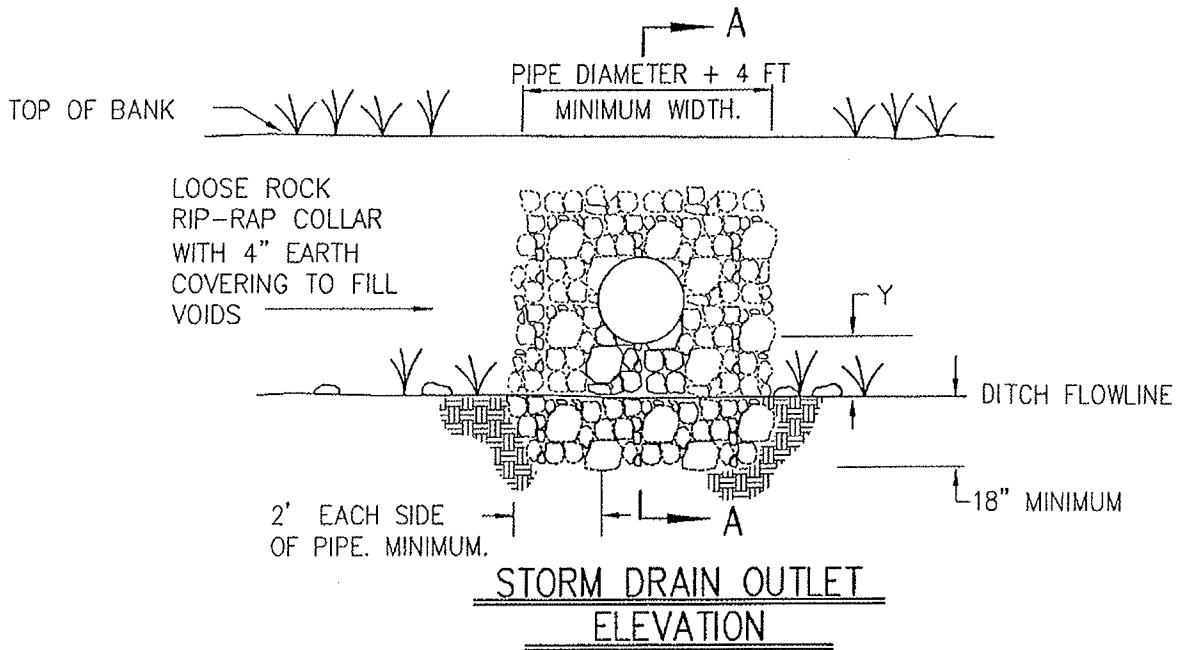 A
PIPE DIAMETER + 4 FT
MINIMUM WIDTH.
TOP OF BANK
LOOSE ROCK
RIP-RAP COLLAR
WITH 4" EARTH
COVERING TO FILL
VOIDS
Y
DITCH FLOWLINE
18" MINIMUM
2' EACH SIDE
OF PIPE. MINIMUM.
A
STORM DRAIN OUTLET
ELEVATION